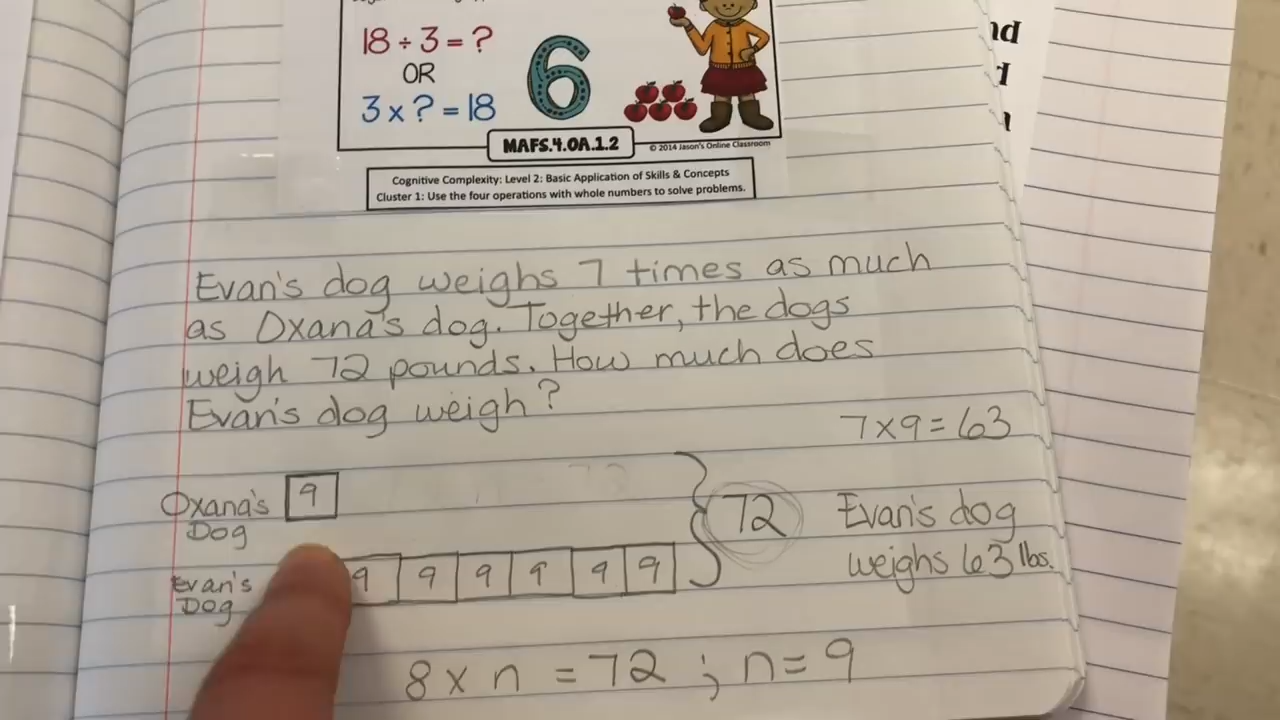 18 ÷ 3 = ?
OR
3 x ? = 18
6
MAFS.4.OA.1.2
© 2014 Jason's Online Classroom
Cognitive Complexity: Level 2: Basic Application of Skills & Concepts
Cluster 1: Use the four operations with whole numbers to solve problems.
Evan's dog weighs 7 times as much
as Oxana's dog. Together, the dogs
weigh 72 pounds. How much does
Evan's dog weigh?
7x9=63
Oxana's
Dog
9
72
Evan's dog
weighs 63 lbs.
Evan's
Dog
9 9 9 9 9 9
8 x n = 72 ; n = 9